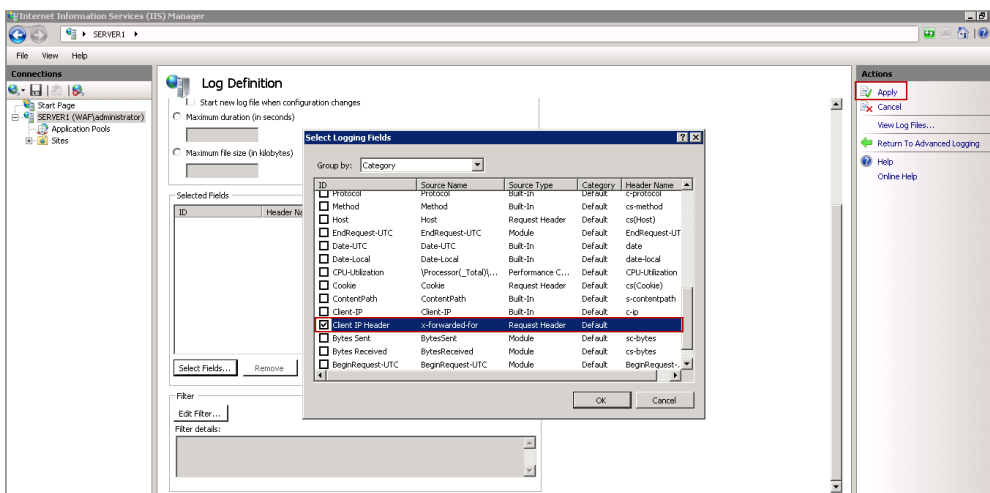 Internet Information Services (IIS) Manager
SERVER1
File View Help
Connections
Start Page
SERVER1 (WAF\administrator)
Application Pools
Sites
Log Definition
Start new log file when configuration changes
Maximum duration (in seconds)
Maximum file size (in kilobytes)
Selected Fields
ID Header Na
Select Fields... Remove
Filter
Edit Filter...
Filter details:
Select Logging Fields
Group by: Category
ID Source Name Source Type Category Header Name
Protocol Protocol Built-In Default c-protocol
Method Method Built-In Default cs-method
Host Host Request Header Default cs(Host)
EndRequest-UTC EndRequest-UTC Module Default EndRequest-UT
Date-UTC Date-UTC Built-In Default date
Date-Local Date-Local Built-In Default date-local
CPU-Utilization \Processor(_Total)\... Performance C... Default CPU-Utilization
Cookie Cookie Request Header Default cs(Cookie)
ContentPath ContentPath Built-In Default s-contentpath
Client-IP Client-IP Built-In Default c-ip
Client IP Header x-forwarded-for Request Header Default
Bytes Sent BytesSent Module Default sc-bytes
Bytes Received BytesReceived Module Default cs-bytes
BeginRequest-UTC BeginRequest-UTC Module Default BeginRequest-.
OK Cancel
Actions
Apply
Cancel
View Log Files...
Return To Advanced Logging
Help
Online Help